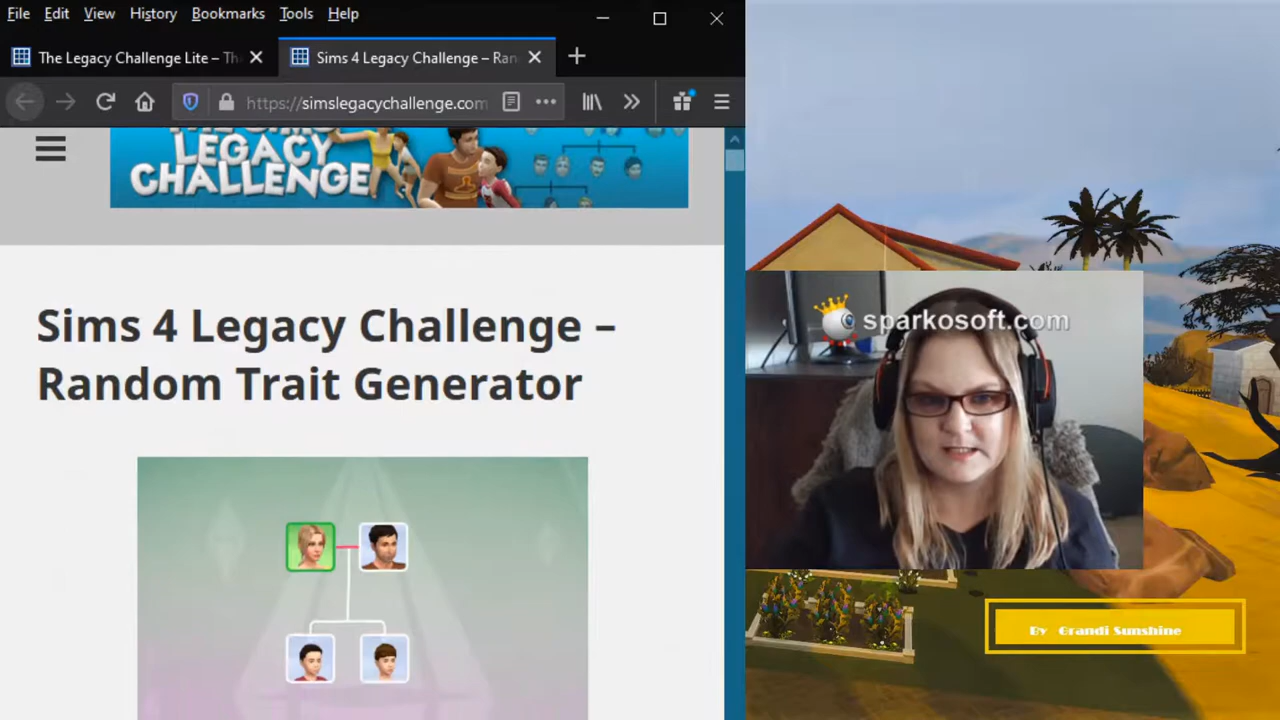 File Edit View History Bookmarks Tools Help
The Legacy Challenge Lite – Th
Sims 4 Legacy Challenge – Ran
https://simslegacychallenge.com
LEGACY
CHALLENGE
Sims 4 Legacy Challenge –
Random Trait Generator
sparkosoft.com
By Grandi Sunshine